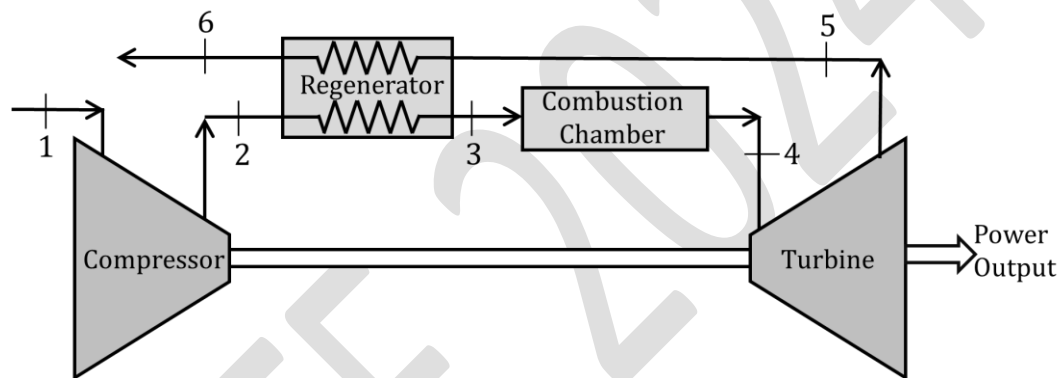 6
5
Regenerator
Combustion
Chamber
1
2
3
4
Compressor
Turbine
Power
Output